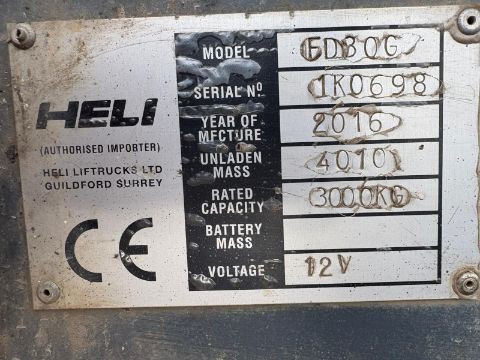 HELI
(AUTHORISED IMPORTER)
HELI LIFTRUCKS LTD
GUILDFORD SURREY
CE
MODEL FD30G
SERIAL Nº 1K0698
YEAR OF MFCTURE 2016
UNLADEN MASS 4010
RATED CAPACITY 3000KG
BATTERY MASS
VOLTAGE 12V